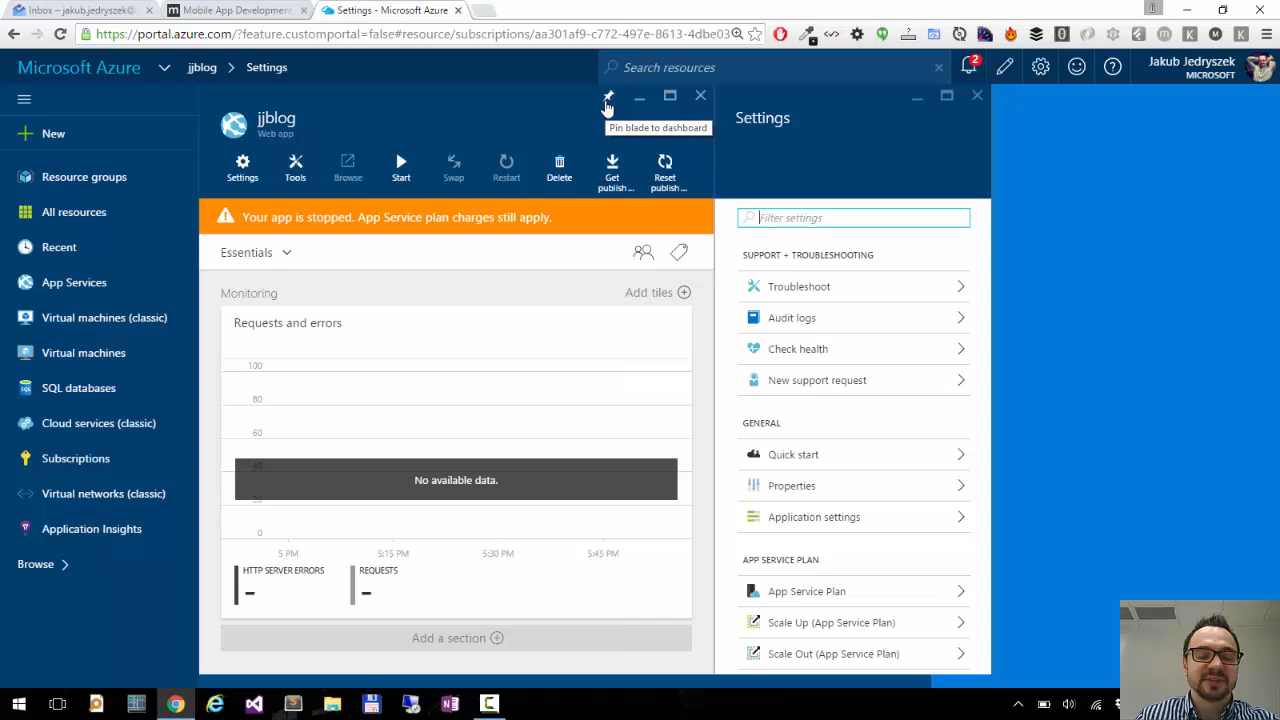 Inbox – jakub.jedryszek@
Mobile App Development
Settings - Microsoft Azure
https://portal.azure.com/?feature.customportal=false#resource/subscriptions/aa301af9-c772-497e-8613-4dbe03
Microsoft Azure
jjblog
Settings
Search resources
2
Jakub Jedryszek
MICROSOFT
New
Resource groups
All resources
Recent
App Services
Virtual machines (classic)
Virtual machines
SQL databases
Cloud services (classic)
Subscriptions
Virtual networks (classic)
Application Insights
Browse
jjblog
Web app
Pin blade to dashboard
Settings
Tools
Browse
Start
Swap
Restart
Delete
Get publish ...
Reset publish ...
Your app is stopped. App Service plan charges still apply.
Essentials
Monitoring
Add tiles
Requests and errors
100
80
60
40
No available data.
20
0
5 PM
5:15 PM
5:30 PM
5:45 PM
HTTP SERVER ERRORS
--
REQUESTS
--
Add a section
Settings
Filter settings
SUPPORT + TROUBLESHOOTING
Troubleshoot
Audit logs
Check health
New support request
GENERAL
Quick start
Properties
Application settings
APP SERVICE PLAN
App Service Plan
Scale Up (App Service Plan)
Scale Out (App Service Plan)